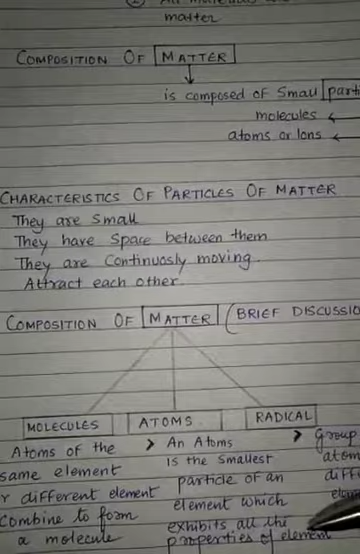 matter
COMPOSITION OF MATTER
is composed of Small
molecules
atoms or Ions
CHARACTERISTICS OF PARTICLES OF MATTER
They are Small
They have Space between them
They are Continuosly moving.
Attract each other.
COMPOSITION OF MATTER (BRIEF DISCUSSIO
MOLECULES ATOMS RADICAL
Atoms of the
same element
r different element
Combine to form
a molecule
> An Atoms
is the Smallest
particle of an
element which
exhibits all the
properties of element
> Group
atom
diff